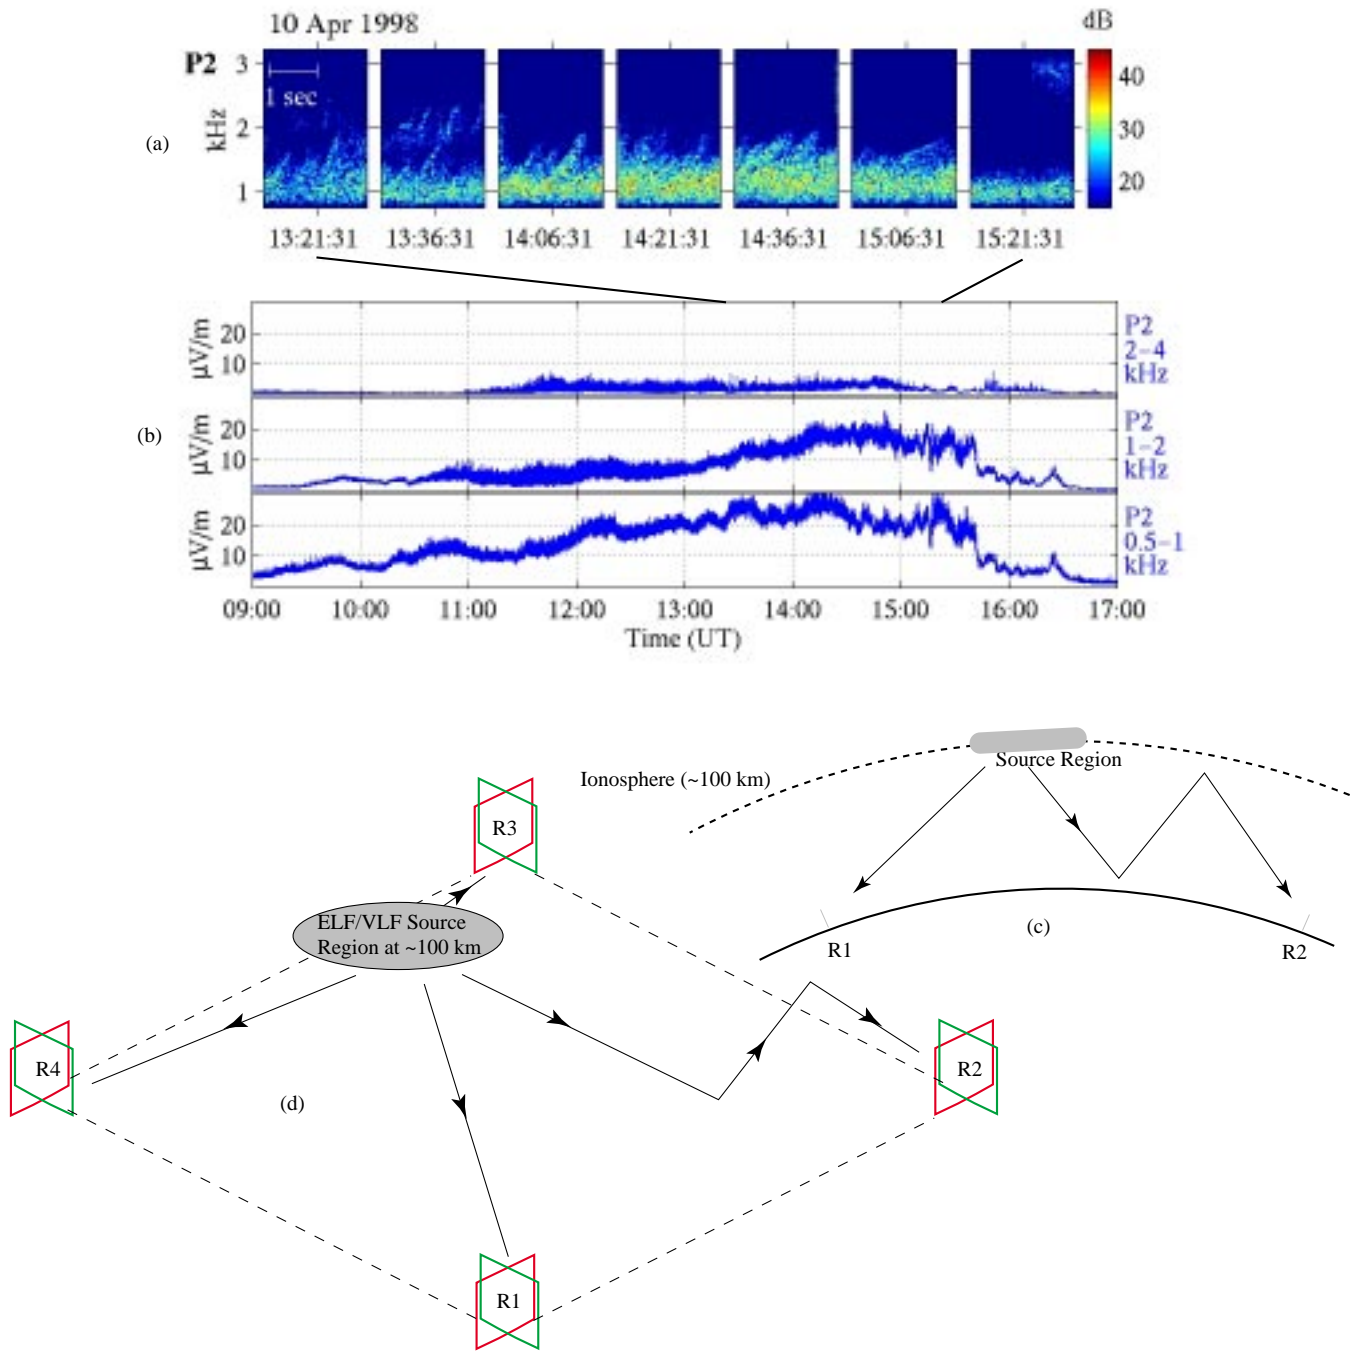 10 Apr 1998
dB
P2
3
2
1
kHz
1 sec
40
30
20
(a)
13:21:31 13:36:31 14:06:31 14:21:31 14:36:31 15:06:31 15:21:31
(b)
μV/m
20
10
P2
2-4
kHz
μV/m
20
10
P2
1-2
kHz
μV/m
20
10
P2
0.5-1
kHz
09:00 10:00 11:00 12:00 13:00 14:00 15:00 16:00 17:00
Time (UT)
Ionosphere (~100 km)
Source Region
R1
(c)
R2
R3
ELF/VLF Source
Region at ~100 km
R4
R2
(d)
R1